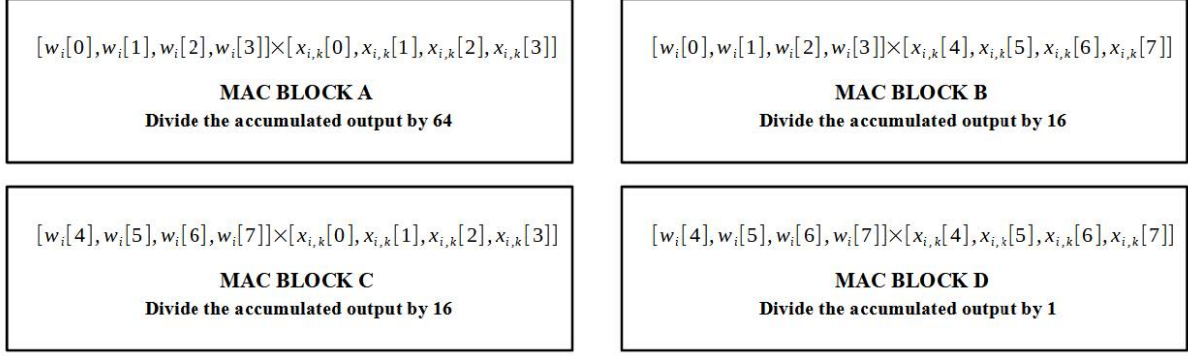 [w_i[0],w_i[1],w_i[2],w_i[3]]×[x_{i,k}[0],x_{i,k}[1],x_{i,k}[2],x_{i,k}[3]]
MAC BLOCK A
Divide the accumulated output by 64
[w_i[0],w_i[1],w_i[2],w_i[3]]×[x_{i,k}[4],x_{i,k}[5],x_{i,k}[6],x_{i,k}[7]]
MAC BLOCK B
Divide the accumulated output by 16
[w_i[4],w_i[5],w_i[6],w_i[7]]×[x_{i,k}[0],x_{i,k}[1],x_{i,k}[2],x_{i,k}[3]]
MAC BLOCK C
Divide the accumulated output by 16
[w_i[4],w_i[5],w_i[6],w_i[7]]×[x_{i,k}[4],x_{i,k}[5],x_{i,k}[6],x_{i,k}[7]]
MAC BLOCK D
Divide the accumulated output by 1